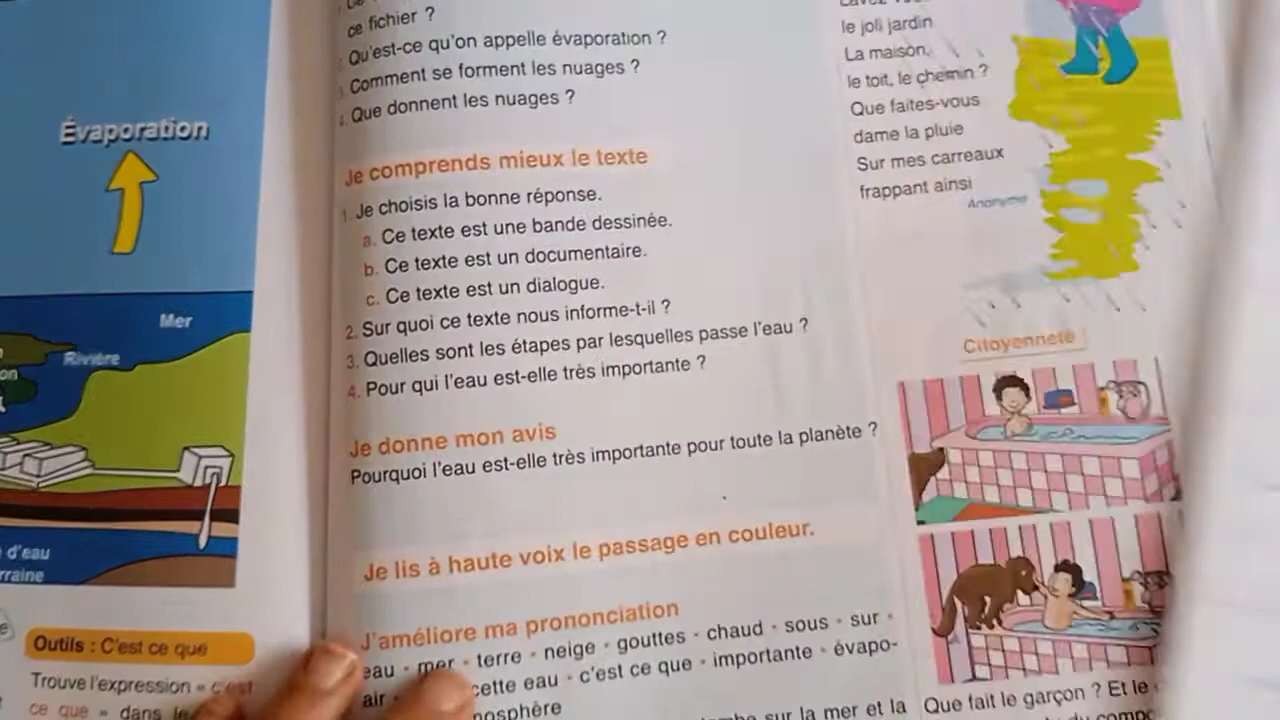 Évaporation
Mer
Rivière
d'eau
Outils : C'est ce que
Trouve l'expression « c'est
ce que » dans le
ce fichier ?
Qu'est-ce qu'on appelle évaporation ?
3. Comment se forment les nuages ?
4. Que donnent les nuages ?
Je comprends mieux le texte
1. Je choisis la bonne réponse.
a. Ce texte est une bande dessinée.
b. Ce texte est un documentaire.
c. Ce texte est un dialogue.
2. Sur quoi ce texte nous informe-t-il ?
3. Quelles sont les étapes par lesquelles passe l'eau ?
4. Pour qui l'eau est-elle très importante ?
Je donne mon avis
Pourquoi l'eau est-elle très importante pour toute la planète ?
Je lis à haute voix le passage en couleur.
J'améliore ma prononciation
eau • mer • terre • neige • gouttes • chaud • sous • sur •
air • cette eau • c'est ce que • importante • évapo-
sur la mer et la
le joli jardin
La maison,
le toit, le chemin ?
Que faites-vous
dame la pluie
Sur mes carreaux
frappant ainsi
Anonyme
Citoyenneté !
Que fait le garçon ? Et le